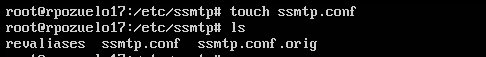 root@rpozuelo17:/etc/ssmtp# touch ssmtp.conf
root@rpozuelo17:/etc/ssmtp# ls
revaliases  ssmtp.conf  ssmtp.conf.orig